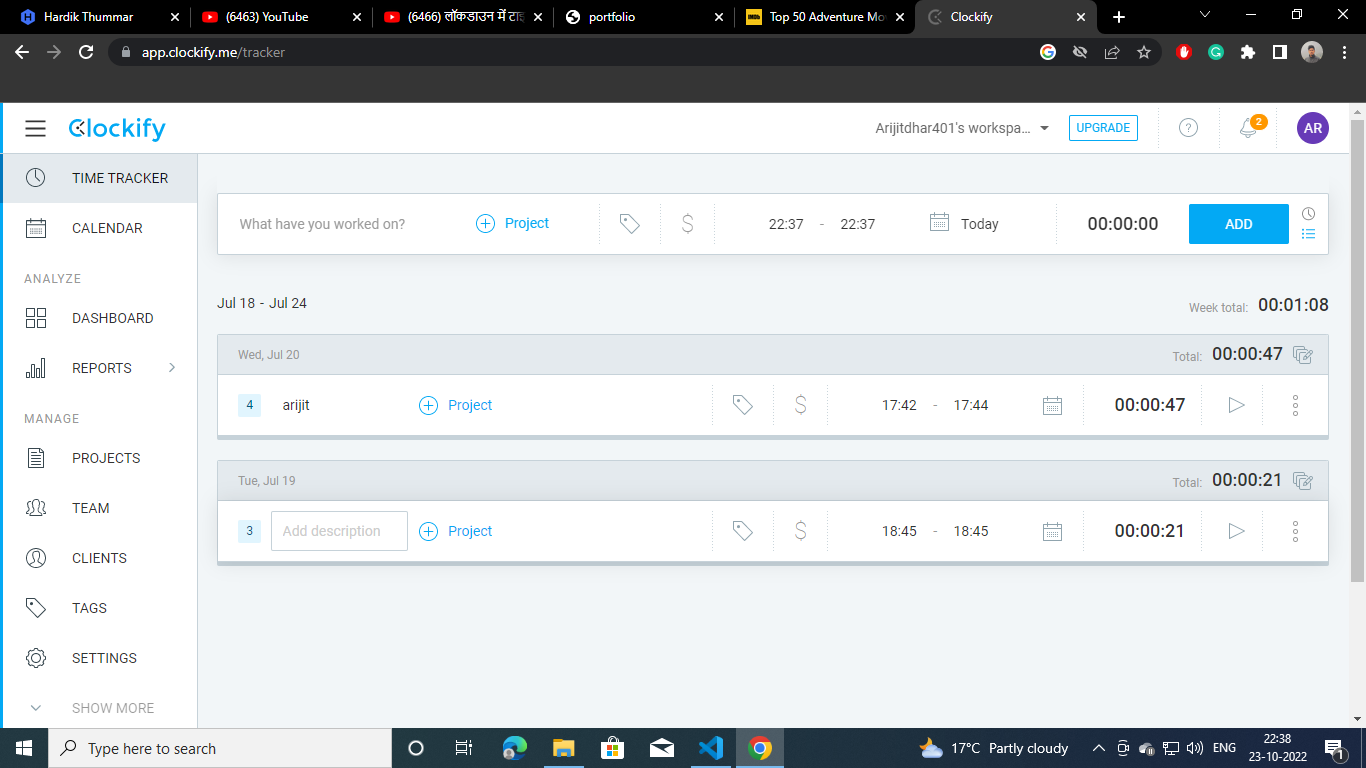 Hardik Thummar
(6463) YouTube
(6466) लॉकडाउन में टाइ
portfolio
Top 50 Adventure Mo
Clockify
app.clockify.me/tracker
Clockify
Arijitdhar401's workspa...
UPGRADE
?
2
AR
TIME TRACKER
CALENDAR
ANALYZE
DASHBOARD
REPORTS
MANAGE
PROJECTS
TEAM
CLIENTS
TAGS
SETTINGS
SHOW MORE
What have you worked on? Project $ 22:37 - 22:37 Today 00:00:00 ADD
Jul 18 - Jul 24 Week total: 00:01:08
Wed, Jul 20 Total: 00:00:47
4 arijit Project $ 17:42 - 17:44 00:00:47
Tue, Jul 19 Total: 00:00:21
3 Add description Project $ 18:45 - 18:45 00:00:21
Type here to search
17°C Partly cloudy
ENG
22:38
23-10-2022
1